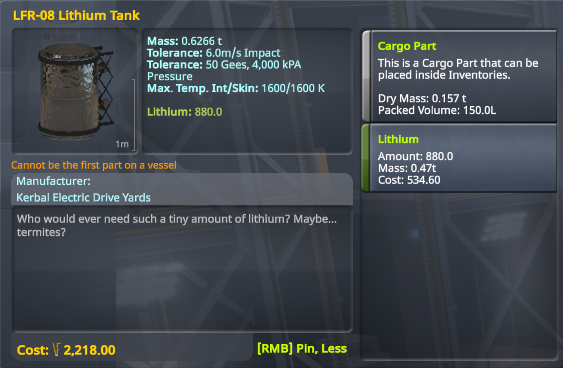 LFR-08 Lithium Tank
Mass: 0.6266 t
Tolerance: 6.0m/s Impact
Tolerance: 50 Gees, 4,000 kPA
Pressure
Max. Temp. Int/Skin: 1600/1600 K
Lithium: 880.0
1m
Cannot be the first part on a vessel
Manufacturer:
Kerbal Electric Drive Yards
Who would ever need such a tiny amount of lithium? Maybe...
termites?
Cost: 2,218.00
[RMB] Pin, Less
Cargo Part
This is a Cargo Part that can be
placed inside Inventories.
Dry Mass: 0.157 t
Packed Volume: 150.0L
Lithium
Amount: 880.0
Mass: 0.47t
Cost: 534.60